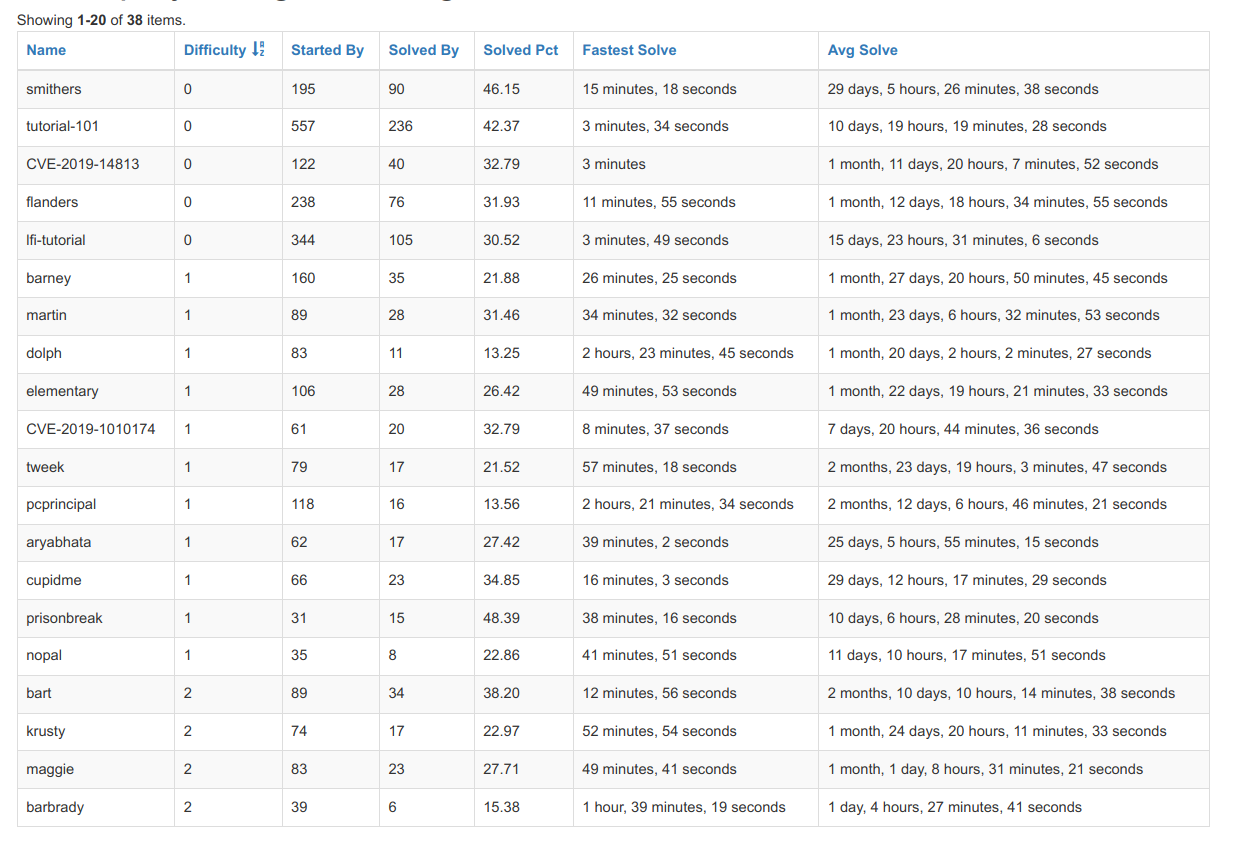 Showing 1-20 of 38 items.
Name Difficulty Started By Solved By Solved Pct Fastest Solve Avg Solve
smithers 0 195 90 46.15 15 minutes, 18 seconds 29 days, 5 hours, 26 minutes, 38 seconds
tutorial-101 0 557 236 42.37 3 minutes, 34 seconds 10 days, 19 hours, 19 minutes, 28 seconds
CVE-2019-14813 0 122 40 32.79 3 minutes 1 month, 11 days, 20 hours, 7 minutes, 52 seconds
flanders 0 238 76 31.93 11 minutes, 55 seconds 1 month, 12 days, 18 hours, 34 minutes, 55 seconds
lfi-tutorial 0 344 105 30.52 3 minutes, 49 seconds 15 days, 23 hours, 31 minutes, 6 seconds
barney 1 160 35 21.88 26 minutes, 25 seconds 1 month, 27 days, 20 hours, 50 minutes, 45 seconds
martin 1 89 28 31.46 34 minutes, 32 seconds 1 month, 23 days, 6 hours, 32 minutes, 53 seconds
dolph 1 83 11 13.25 2 hours, 23 minutes, 45 seconds 1 month, 20 days, 2 hours, 2 minutes, 27 seconds
elementary 1 106 28 26.42 49 minutes, 53 seconds 1 month, 22 days, 19 hours, 21 minutes, 33 seconds
CVE-2019-1010174 1 61 20 32.79 8 minutes, 37 seconds 7 days, 20 hours, 44 minutes, 36 seconds
tweek 1 79 17 21.52 57 minutes, 18 seconds 2 months, 23 days, 19 hours, 3 minutes, 47 seconds
pcprincipal 1 118 16 13.56 2 hours, 21 minutes, 34 seconds 2 months, 12 days, 6 hours, 46 minutes, 21 seconds
aryabhata 1 62 17 27.42 39 minutes, 2 seconds 25 days, 5 hours, 55 minutes, 15 seconds
cupidme 1 66 23 34.85 16 minutes, 3 seconds 29 days, 12 hours, 17 minutes, 29 seconds
prisonbreak 1 31 15 48.39 38 minutes, 16 seconds 10 days, 6 hours, 28 minutes, 20 seconds
nopal 1 35 8 22.86 41 minutes, 51 seconds 11 days, 10 hours, 17 minutes, 51 seconds
bart 2 89 34 38.20 12 minutes, 56 seconds 2 months, 10 days, 10 hours, 14 minutes, 38 seconds
krusty 2 74 17 22.97 52 minutes, 54 seconds 1 month, 24 days, 20 hours, 11 minutes, 33 seconds
maggie 2 83 23 27.71 49 minutes, 41 seconds 1 month, 1 day, 8 hours, 31 minutes, 21 seconds
barbrady 2 39 6 15.38 1 hour, 39 minutes, 19 seconds 1 day, 4 hours, 27 minutes, 41 seconds